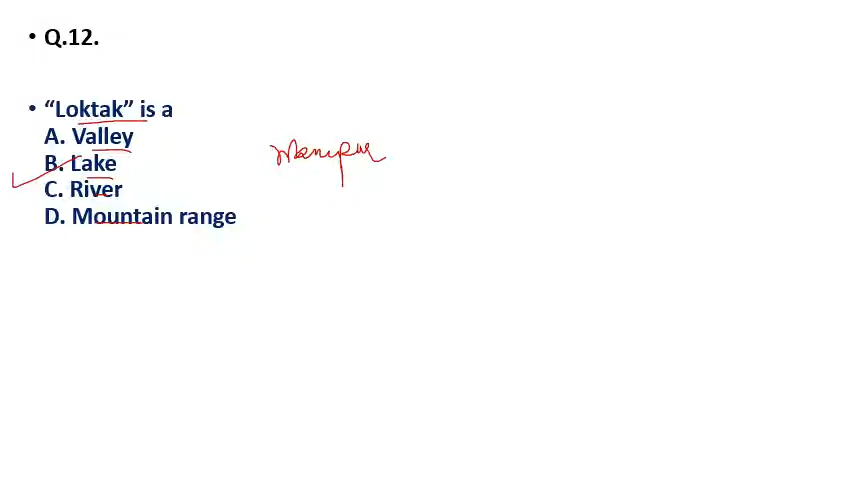 • Q.12.
• “Loktak” is a
A. Valley
B. Lake
Manipur
C. River
D. Mountain range